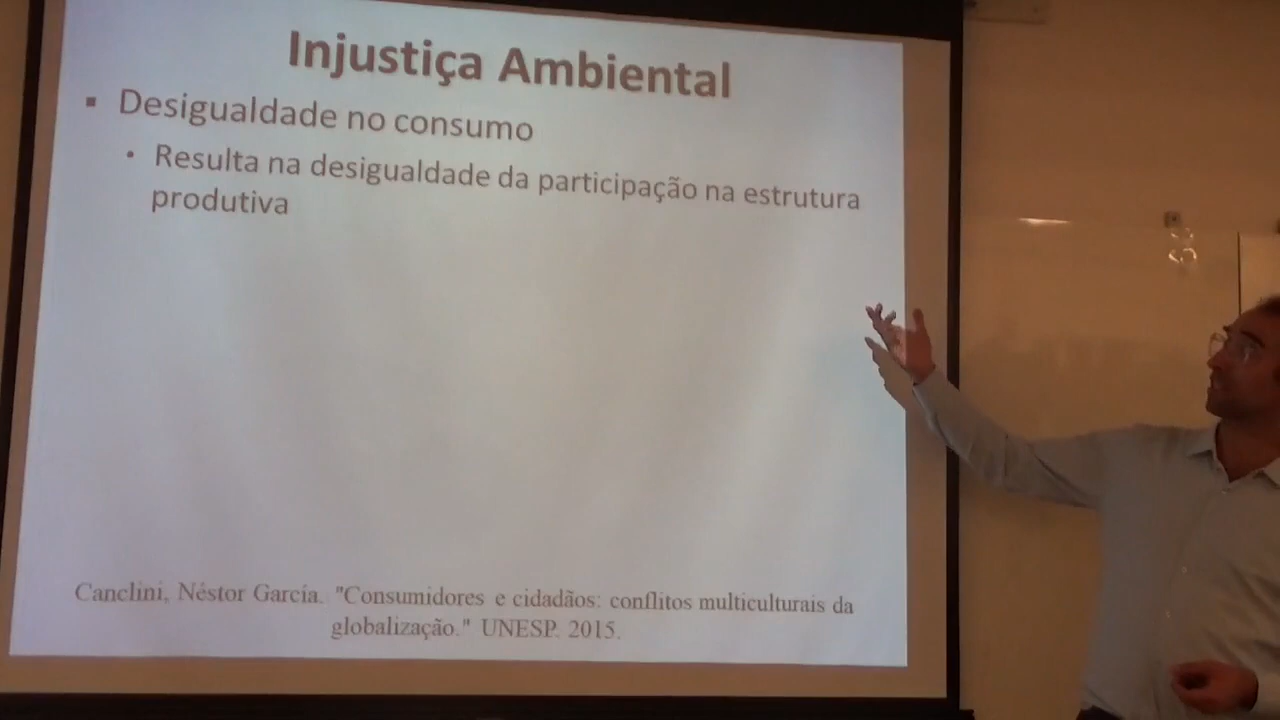 Injustiça Ambiental
▪ Desigualdade no consumo
• Resulta na desigualdade da participação na estrutura
produtiva
Canclini, Néstor García. "Consumidores e cidadãos: conflitos multiculturais da
globalização." UNESP. 2015.